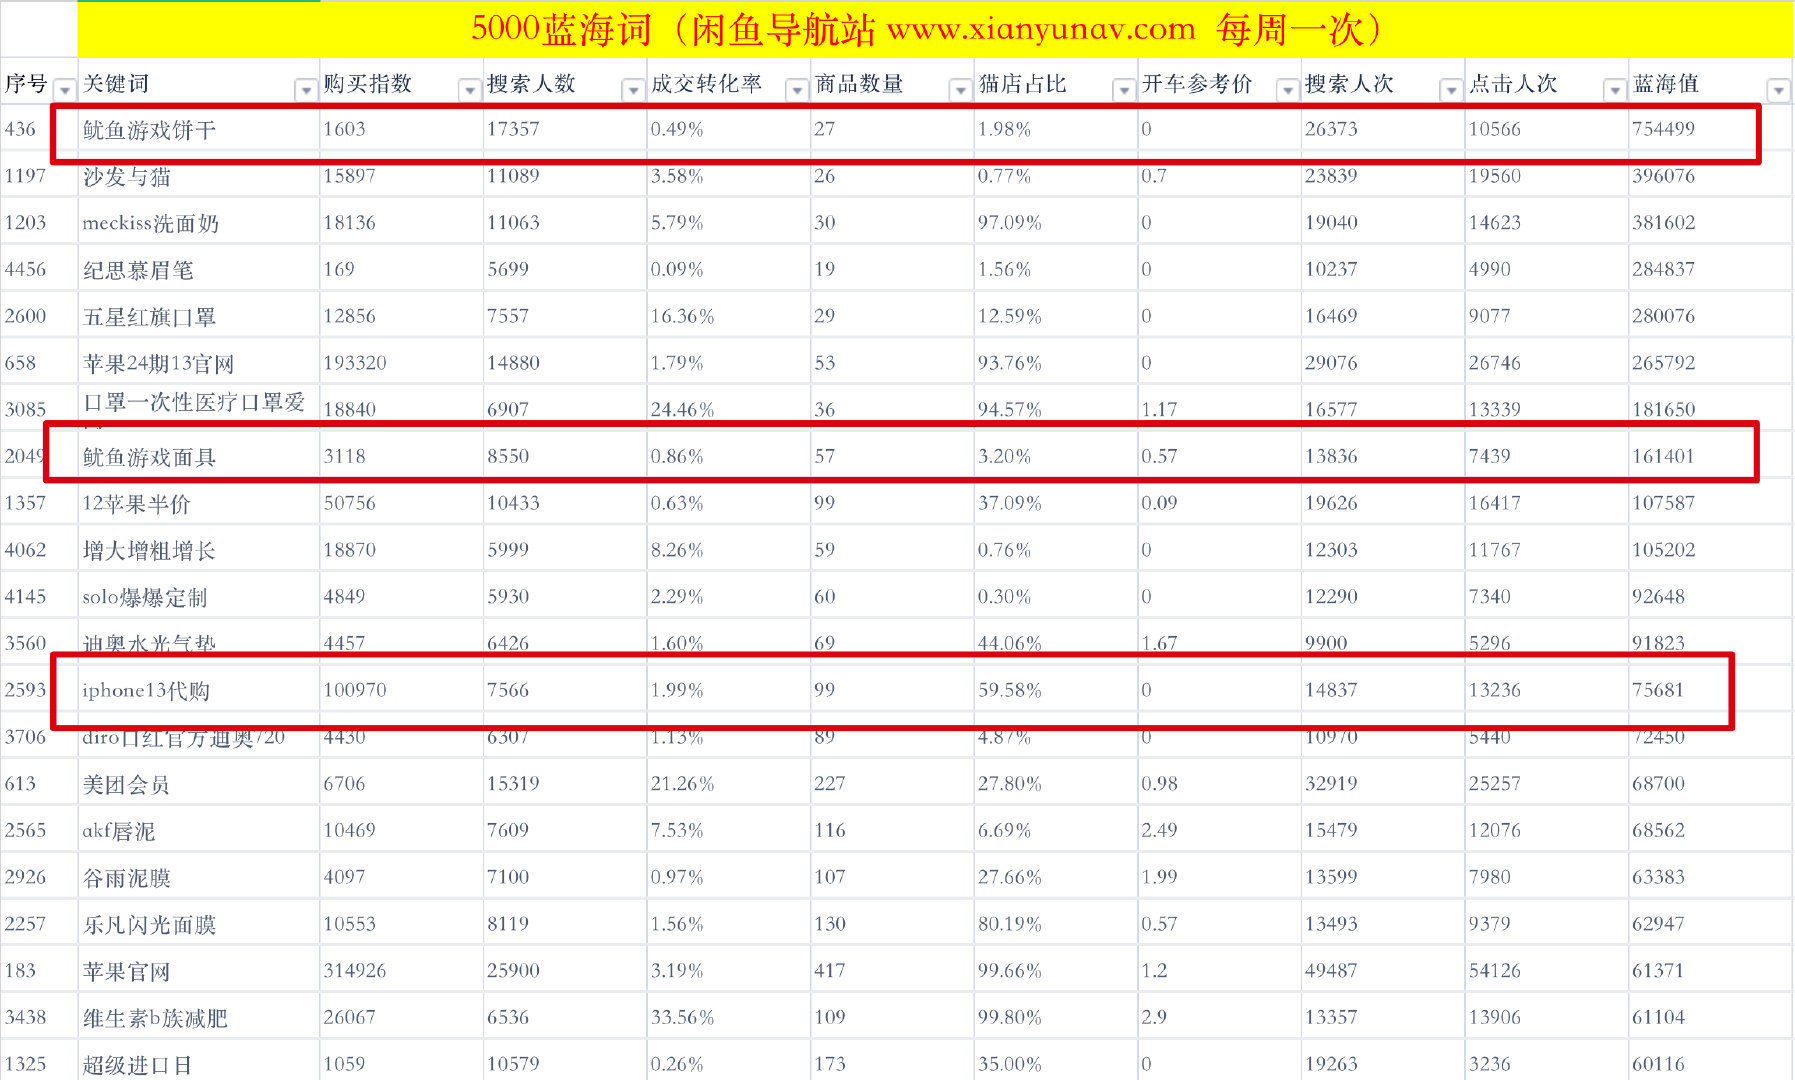 5000蓝海词（闲鱼导航站 www.xianyunav.com 每周一次）
序号 关键词 购买指数 搜索人数 成交转化率 商品数量 猫店占比 开车参考价 搜索人次 点击人次 蓝海值
436 鱿鱼游戏饼干 1603 17357 0.49% 27 1.98% 0 26373 10566 754499
1197 沙发与猫 15897 11089 3.58% 26 0.77% 0.7 23839 19560 396076
1203 meckiss洗面奶 18136 11063 5.79% 30 97.09% 0 19040 14623 381602
4456 纪思慕眉笔 169 5699 0.09% 19 1.56% 0 10237 4990 284837
2600 五星红旗口罩 12856 7557 16.36% 29 12.59% 0 16469 9077 280076
658 苹果24期13官网 193320 14880 1.79% 53 93.76% 0 29076 26746 265792
3085 口罩一次性医疗口罩爱 18840 6907 24.46% 36 94.57% 1.17 16577 13339 181650
2049 鱿鱼游戏面具 3118 8550 0.86% 57 3.20% 0.57 13836 7439 161401
1357 12苹果半价 50756 10433 0.63% 99 37.09% 0.09 19626 16417 107587
4062 增大增粗增长 18870 5999 8.26% 59 0.76% 0 12303 11767 105202
4145 solo爆爆定制 4849 5930 2.29% 60 0.30% 0 12290 7340 92648
3560 迪奥水光气垫 4457 6426 1.60% 69 44.06% 1.67 9900 5296 91823
2593 iphone13代购 100970 7566 1.99% 99 59.58% 0 14837 13236 75681
3706 diro口红官方迪奥720 4430 6307 1.13% 89 4.87% 0 10970 5440 72450
613 美团会员 6706 15319 21.26% 227 27.80% 0.98 32919 25257 68700
2565 akf唇泥 10469 7609 7.53% 116 6.69% 2.49 15479 12076 68562
2926 谷雨泥膜 4097 7100 0.97% 107 27.66% 1.99 13599 7980 63383
2257 乐凡闪光面膜 10553 8119 1.56% 130 80.19% 0.57 13493 9379 62947
183 苹果官网 314926 25900 3.19% 417 99.66% 1.2 49487 54126 61371
3438 维生素b族减肥 26067 6536 33.56% 109 99.80% 2.9 13357 13906 61104
1325 超级进口日 1059 10579 0.26% 173 35.00% 0 19263 3236 60116